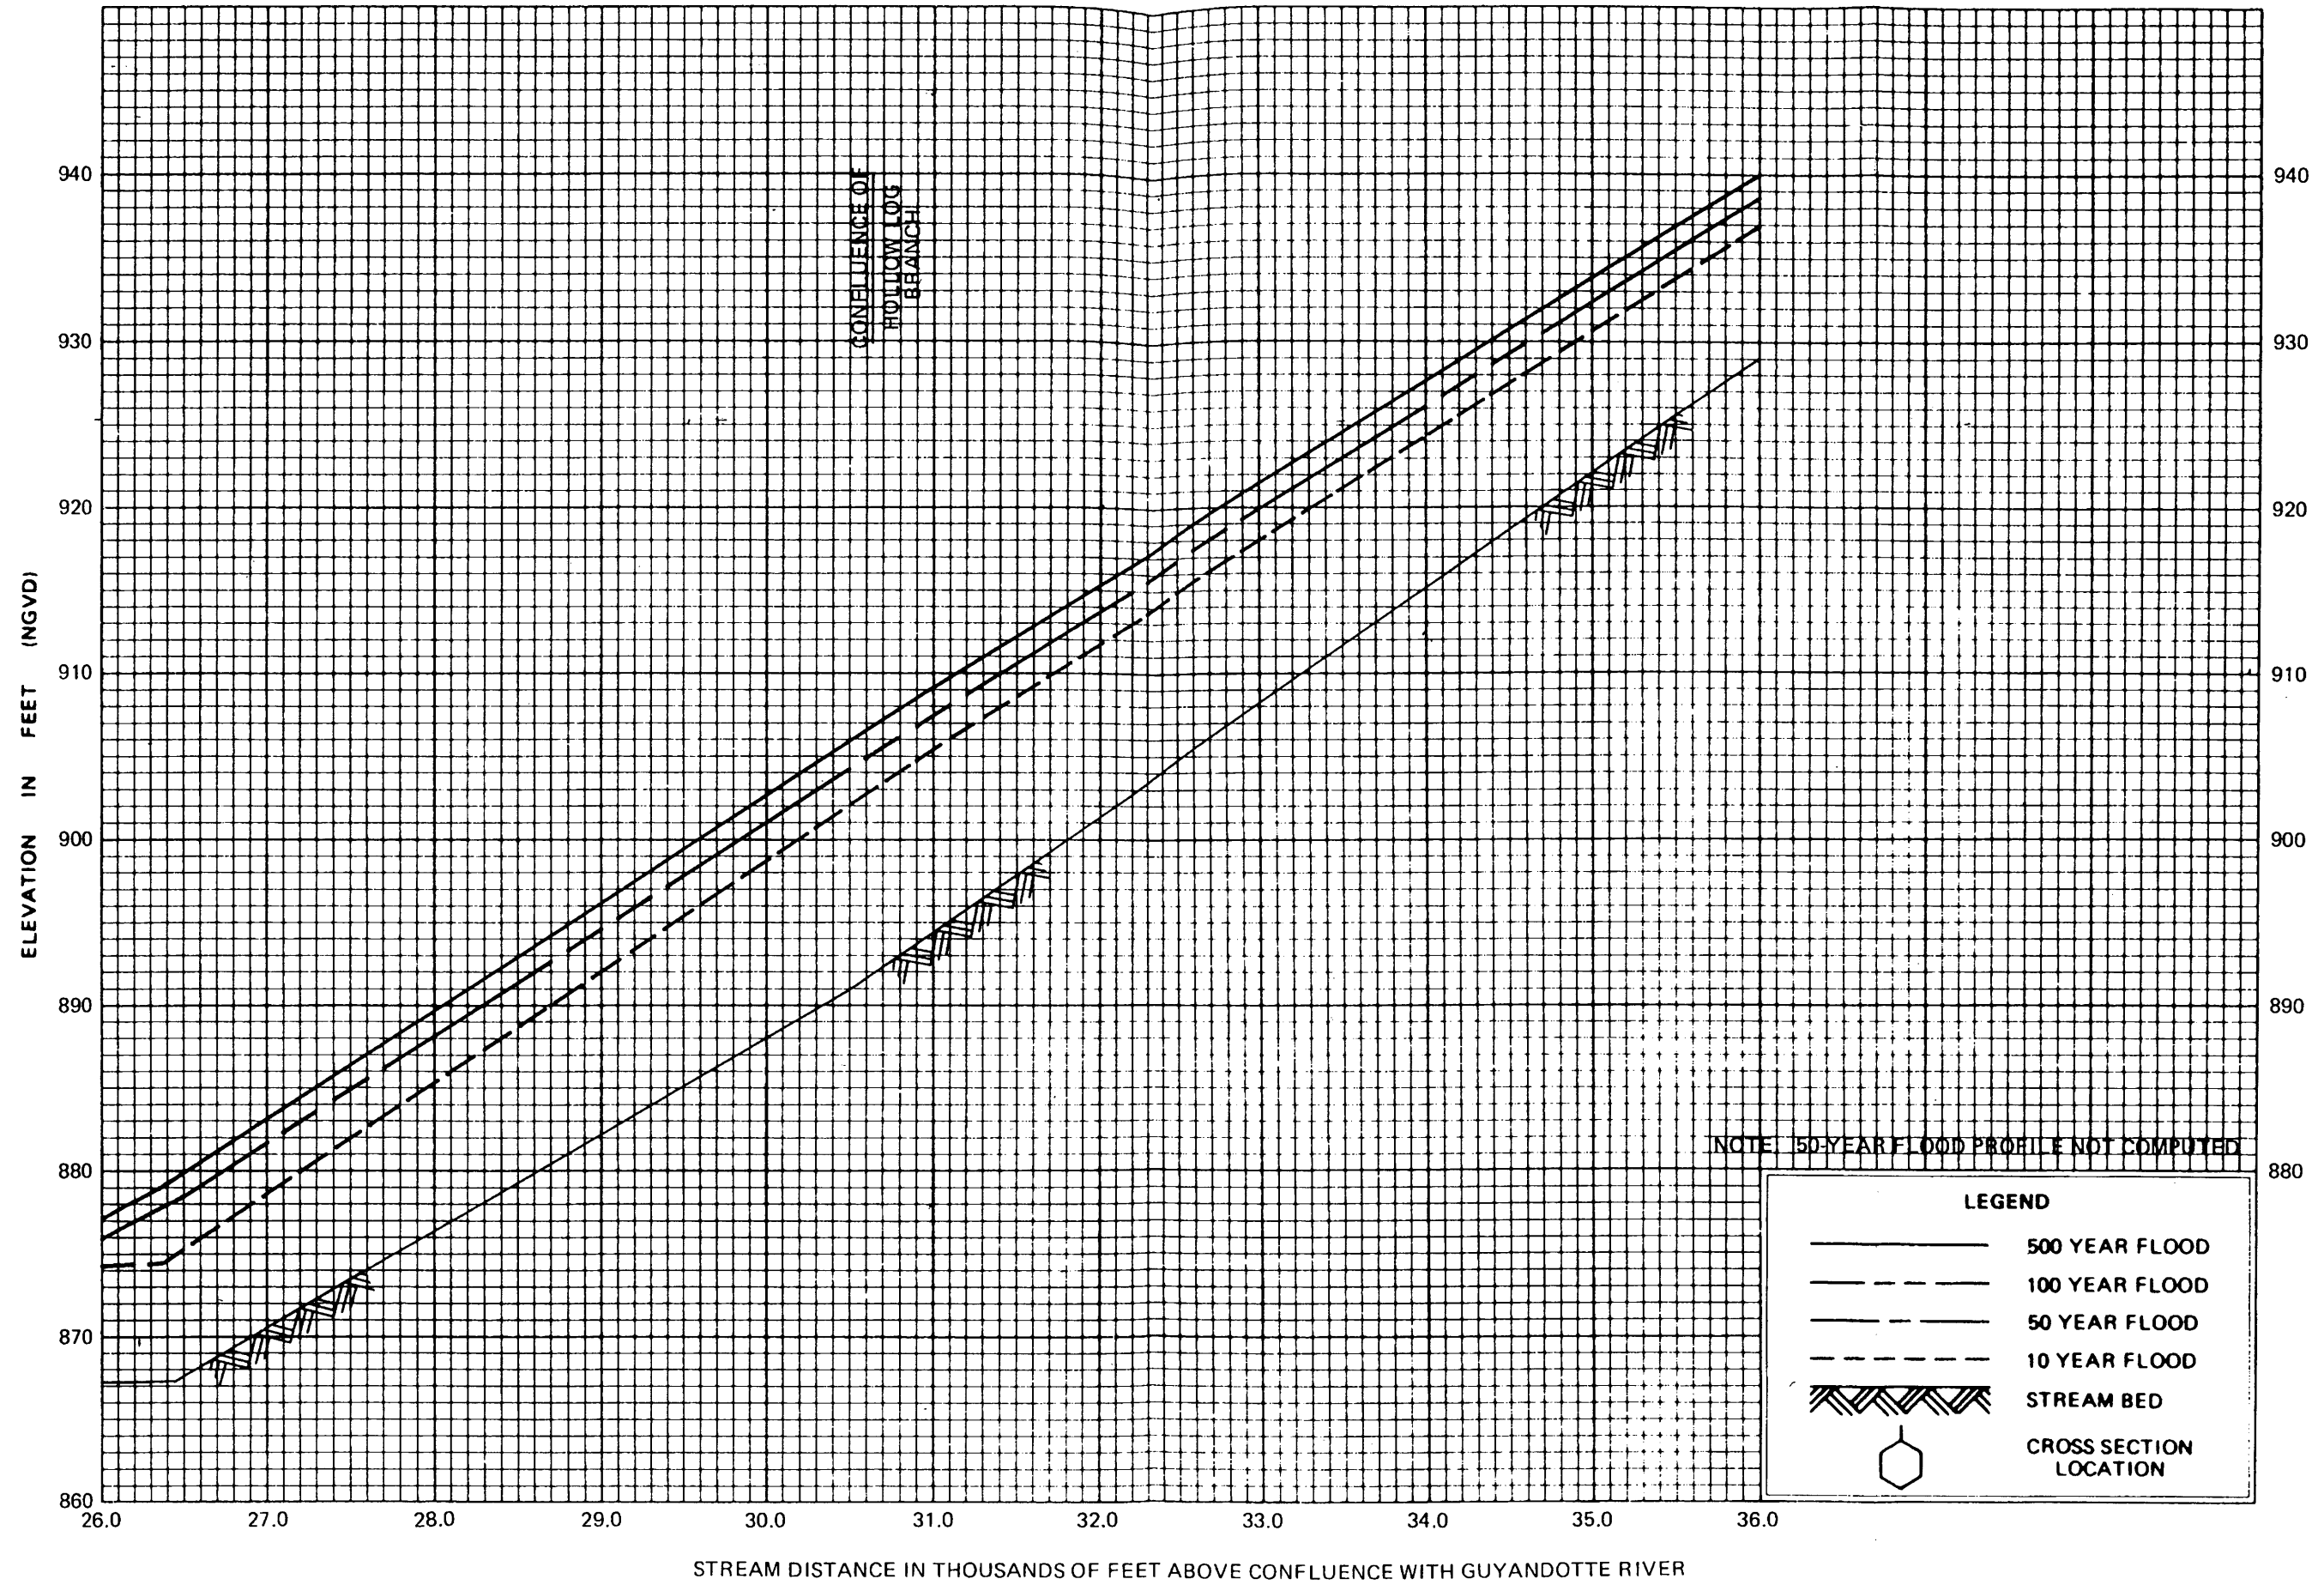 940
930
920
910
900
890
880
870
860
ELEVATION IN FEET (NGVD)
CONFLUENCE OF
HOLLOW LOG
BEANCH
940
930
920
910
900
890
880
NOTE: 50-YEAR FLOOD PROFILE NOT COMPUTED
LEGEND
500 YEAR FLOOD
100 YEAR FLOOD
50 YEAR FLOOD
10 YEAR FLOOD
STREAM BED
CROSS SECTION
LOCATION
26.0 27.0 28.0 29.0 30.0 31.0 32.0 33.0 34.0 35.0 36.0
STREAM DISTANCE IN THOUSANDS OF FEET ABOVE CONFLUENCE WITH GUYANDOTTE RIVER